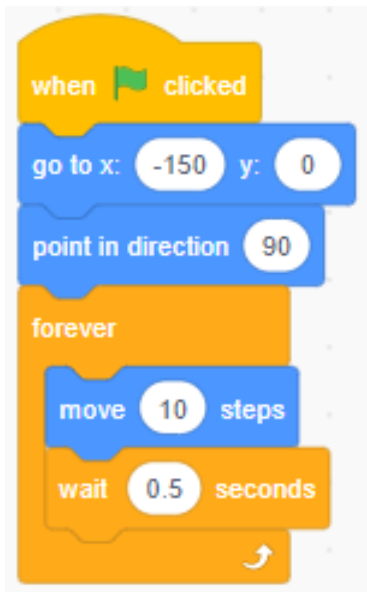 when clicked
go to x: -150 y: 0
point in direction 90
forever
move 10 steps
wait 0.5 seconds